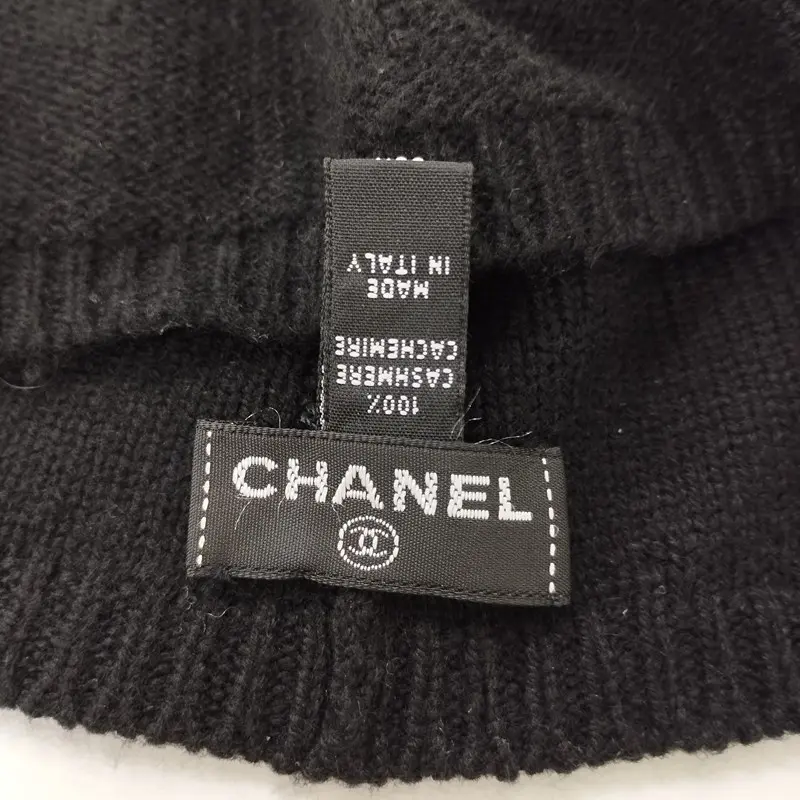 CHANEL
100%
CASHMERE
CACHEMIRE
MADE
IN ITALY